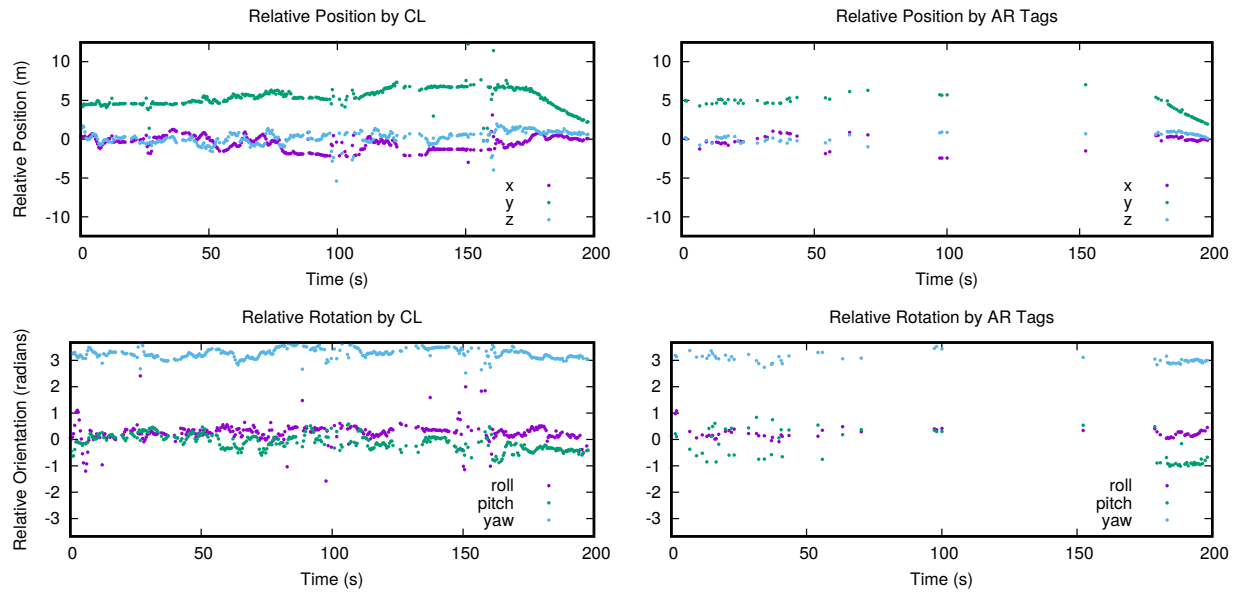 Relative Position by CL
Relative Position (m)
10
5
0
-5
-10
x
y
z
0 50 100 150 200
Time (s)
Relative Position by AR Tags
10
5
0
-5
-10
x
y
z
0 50 100 150 200
Time (s)
Relative Rotation by CL
Relative Orientation (radians)
3
2
1
0
-1
-2
-3
roll
pitch
yaw
0 50 100 150 200
Time (s)
Relative Rotation by AR Tags
3
2
1
0
-1
-2
-3
roll
pitch
yaw
0 50 100 150 200
Time (s)